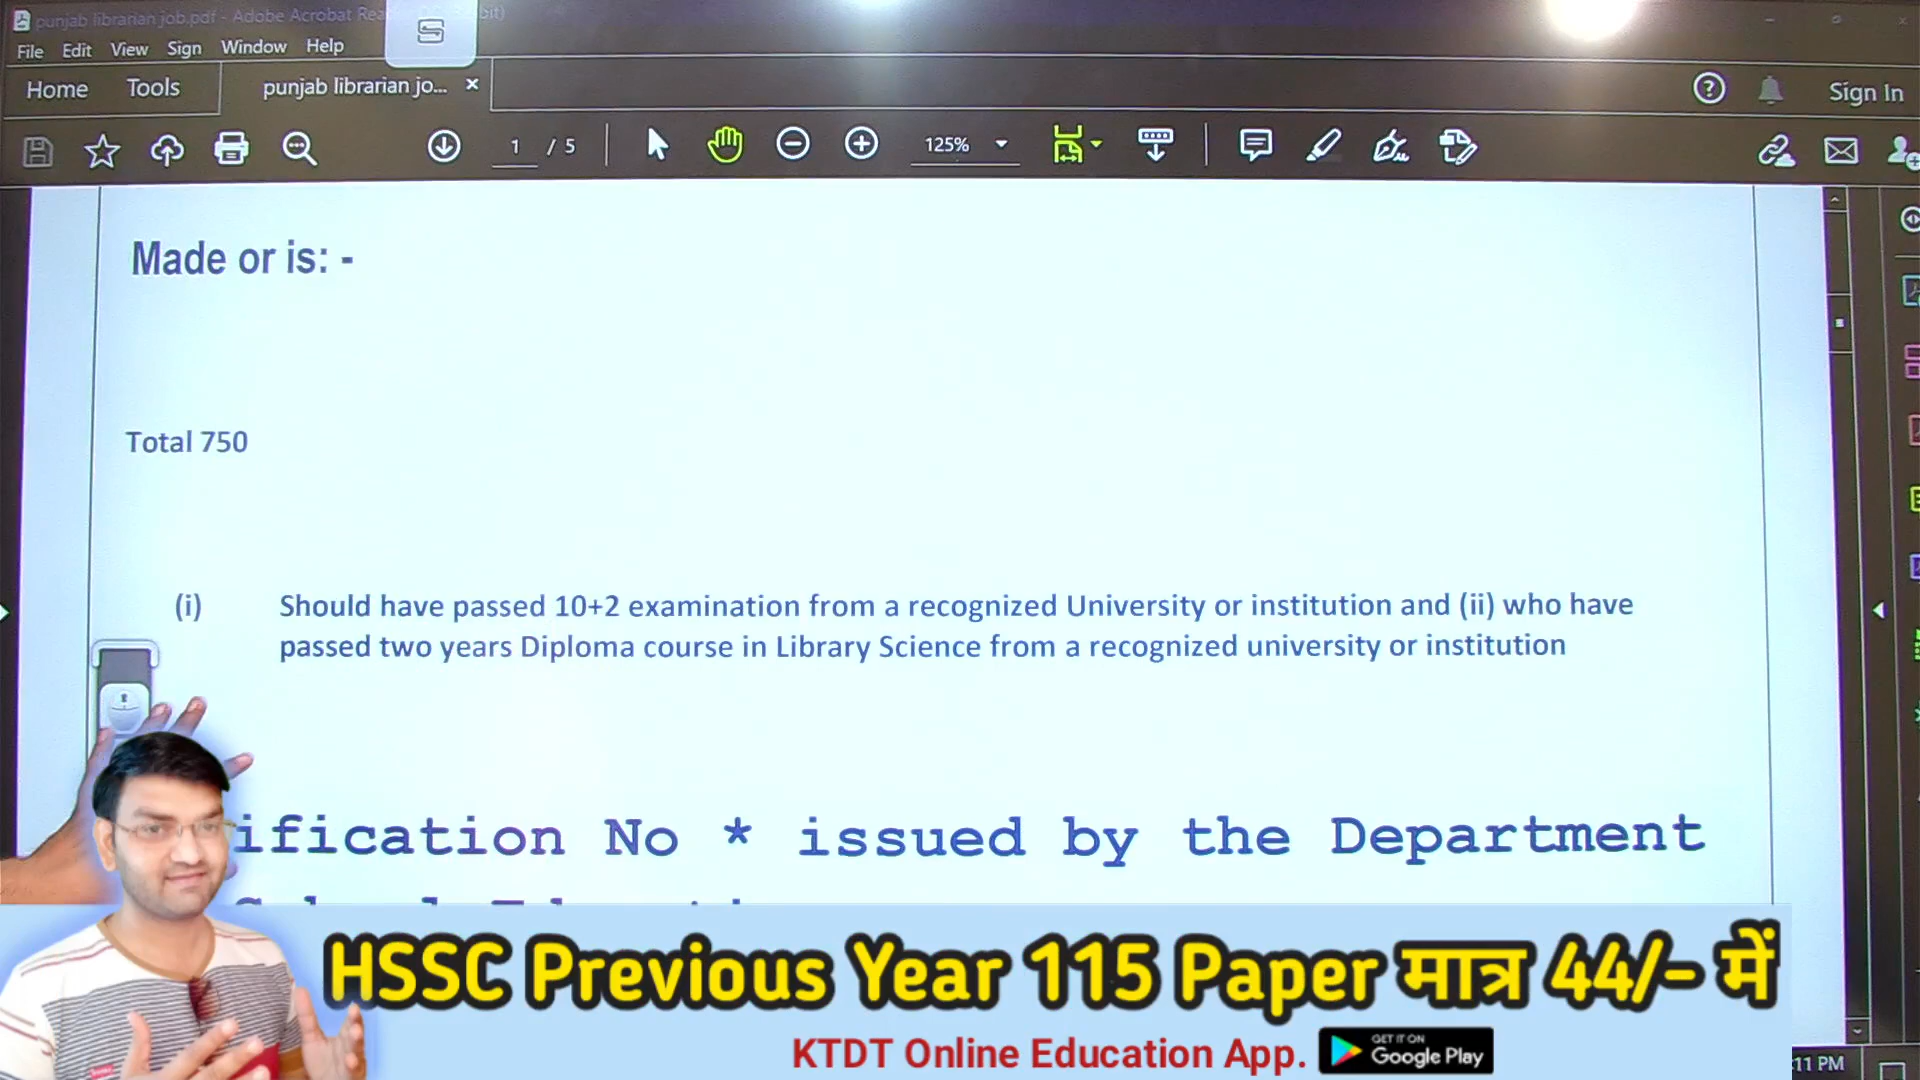 punjab librarian job.pdf - Adobe Acrobat Rea
File Edit View Sign Window Help
Home Tools punjab librarian jo... ×
Sign In
1 / 5 125%
Made or is: -
Total 750
(i) Should have passed 10+2 examination from a recognized University or institution and (ii) who have
passed two years Diploma course in Library Science from a recognized university or institution
ification No * issued by the Department
HSSC Previous Year 115 Paper मात्र 44/- में
KTDT Online Education App.
GET IT ON
Google Play
:11 PM